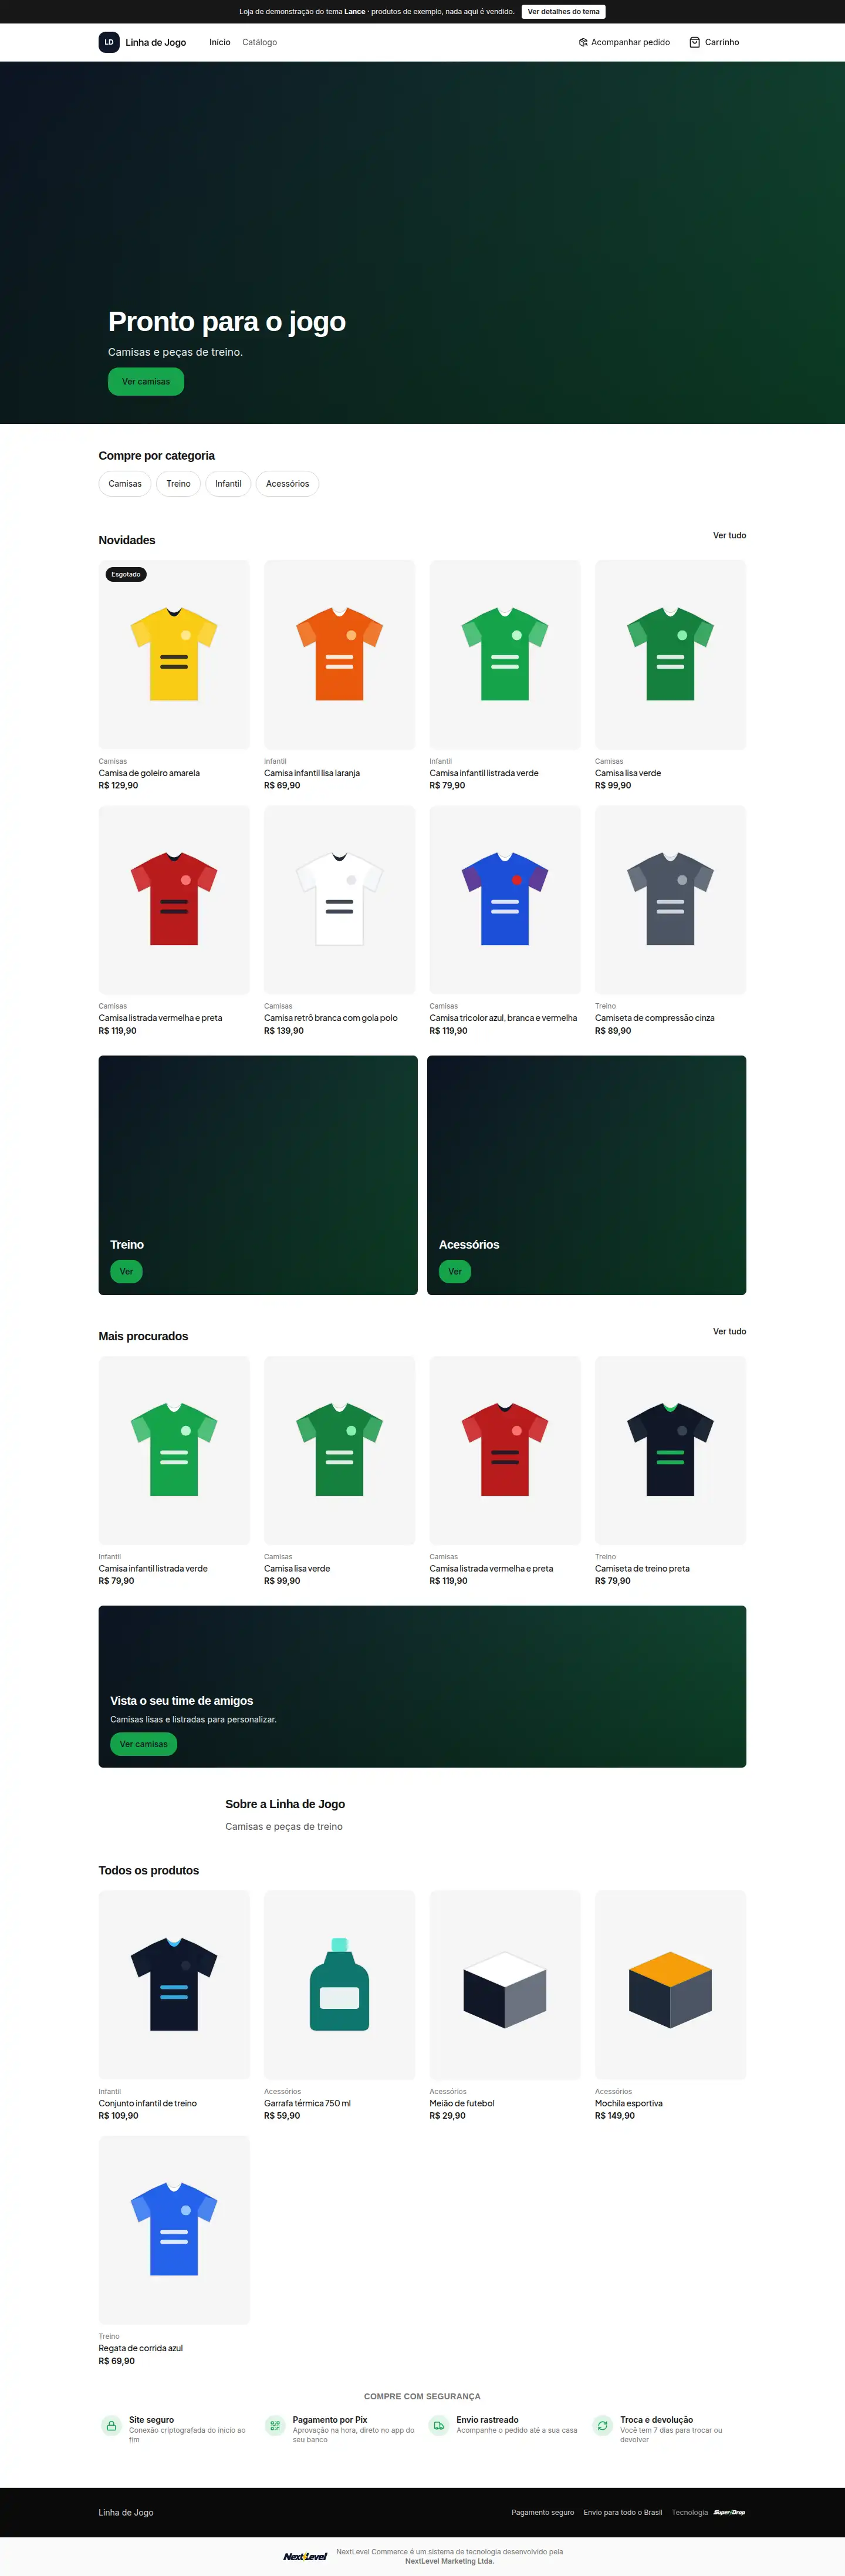 Loja de demonstração do tema Lance · produtos de exemplo, nada aqui é vendido. Ver detalhes do tema
LD Linha de Jogo Início Catálogo Acompanhar pedido Carrinho
Pronto para o jogo
Camisas e peças de treino.
Ver camisas
Compre por categoria
Camisas Treino Infantil Acessórios
Novidades Ver tudo
Esgotado
Camisas Infantil Infantil Camisas
Camisa de goleiro amarela Camisa infantil lisa laranja Camisa infantil listrada verde Camisa lisa verde
R$ 129,90 R$ 69,90 R$ 79,90 R$ 99,90
Camisas Camisas Camisas Treino
Camisa listrada vermelha e preta Camisa retrô branca com gola polo Camisa tricolor azul, branca e vermelha Camiseta de compressão cinza
R$ 119,90 R$ 139,90 R$ 119,90 R$ 89,90
Treino Acessórios
Ver Ver
Mais procurados Ver tudo
Infantil Camisas Camisas Treino
Camisa infantil listrada verde Camisa lisa verde Camisa listrada vermelha e preta Camiseta de treino preta
R$ 79,90 R$ 99,90 R$ 119,90 R$ 79,90
Vista o seu time de amigos
Camisas lisas e listradas para personalizar.
Ver camisas
Sobre a Linha de Jogo
Camisas e peças de treino
Todos os produtos
Infantil Acessórios Acessórios Acessórios
Conjunto infantil de treino Garrafa térmica 750 ml Meião de futebol Mochila esportiva
R$ 109,90 R$ 59,90 R$ 29,90 R$ 149,90
Treino
Regata de corrida azul
R$ 69,90
COMPRE COM SEGURANÇA
Site seguro Pagamento por Pix Envio rastreado Troca e devolução
Conexão criptografada do início ao Aprovação na hora, direto no app do Acompanhe o pedido até a sua casa Você tem 7 dias para trocar ou
fim seu banco devolver
Linha de Jogo Pagamento seguro Envio para todo o Brasil Tecnologia SuperDrop
NextLevel NextLevel Commerce é um sistema de tecnologia desenvolvido pela
NextLevel Marketing Ltda.